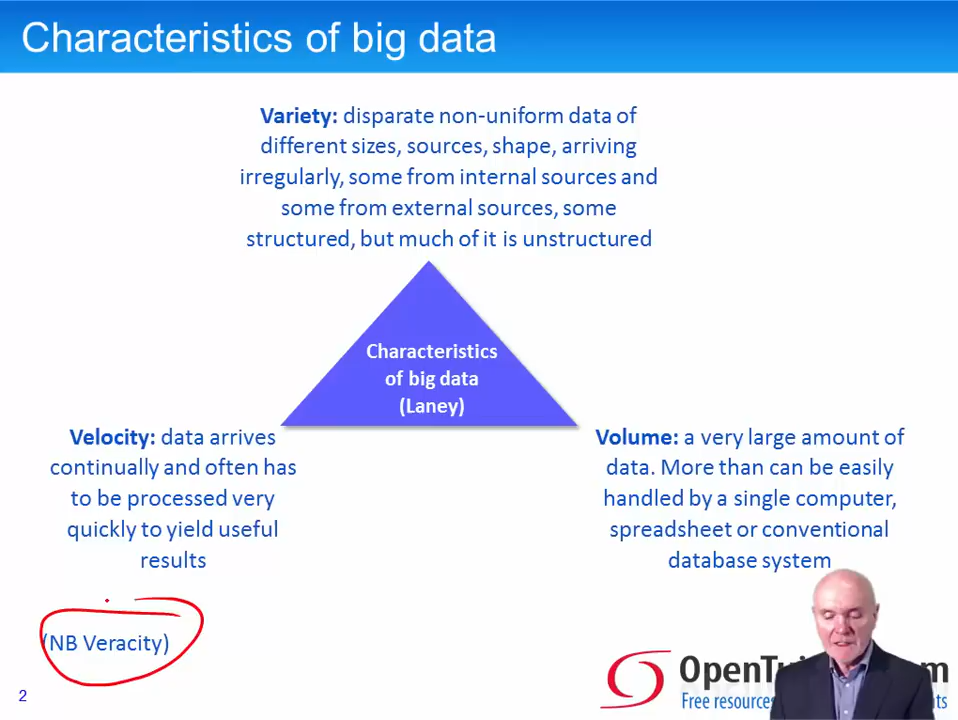 Characteristics of big data
Variety: disparate non-uniform data of
different sizes, sources, shape, arriving
irregularly, some from internal sources and
some from external sources, some
structured, but much of it is unstructured
Characteristics
of big data
(Laney)
Velocity: data arrives
continually and often has
to be processed very
quickly to yield useful
results
Volume: a very large amount of
data. More than can be easily
handled by a single computer,
spreadsheet or conventional
database system
(NB Veracity)
2
Free resources